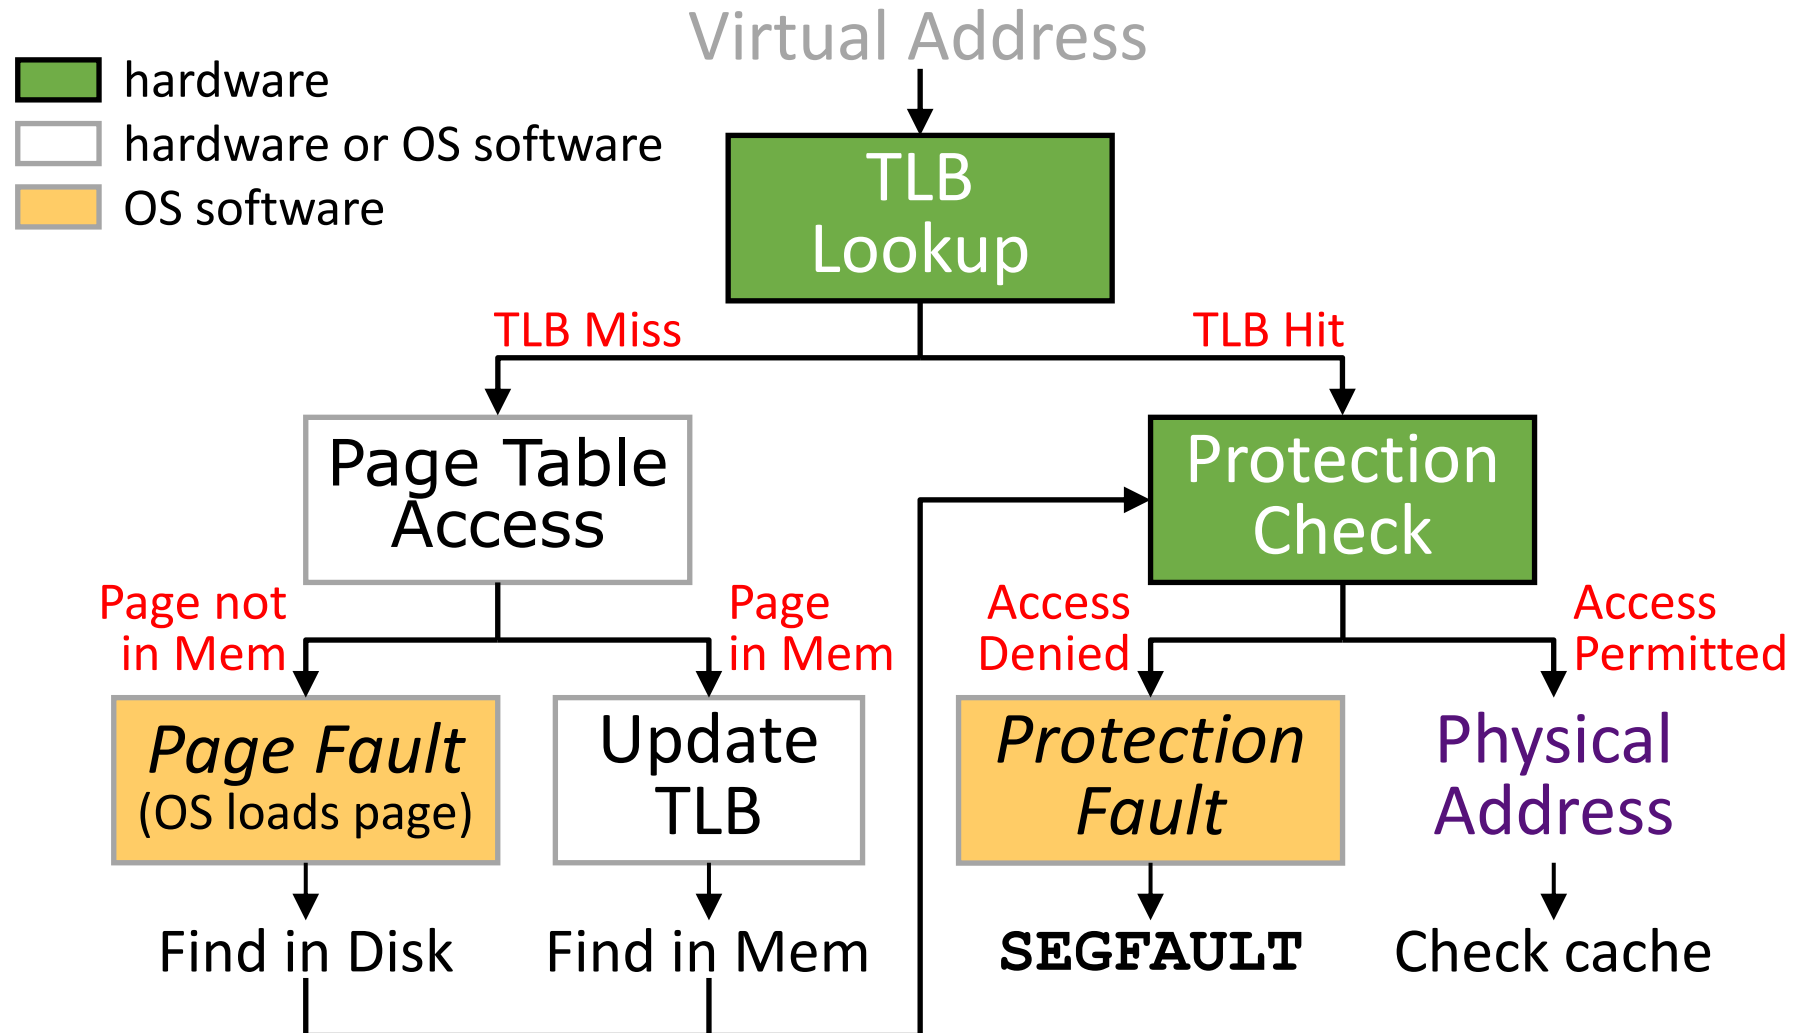 Virtual Address
hardware
hardware or OS software
OS software
TLB
Lookup
TLB Miss
TLB Hit
Page Table
Access
Protection
Check
Page not
in Mem
Page
in Mem
Access
Denied
Access
Permitted
Page Fault
(OS loads page)
Update
TLB
Protection
Fault
Physical
Address
Find in Disk
Find in Mem
SEGFAULT
Check cache